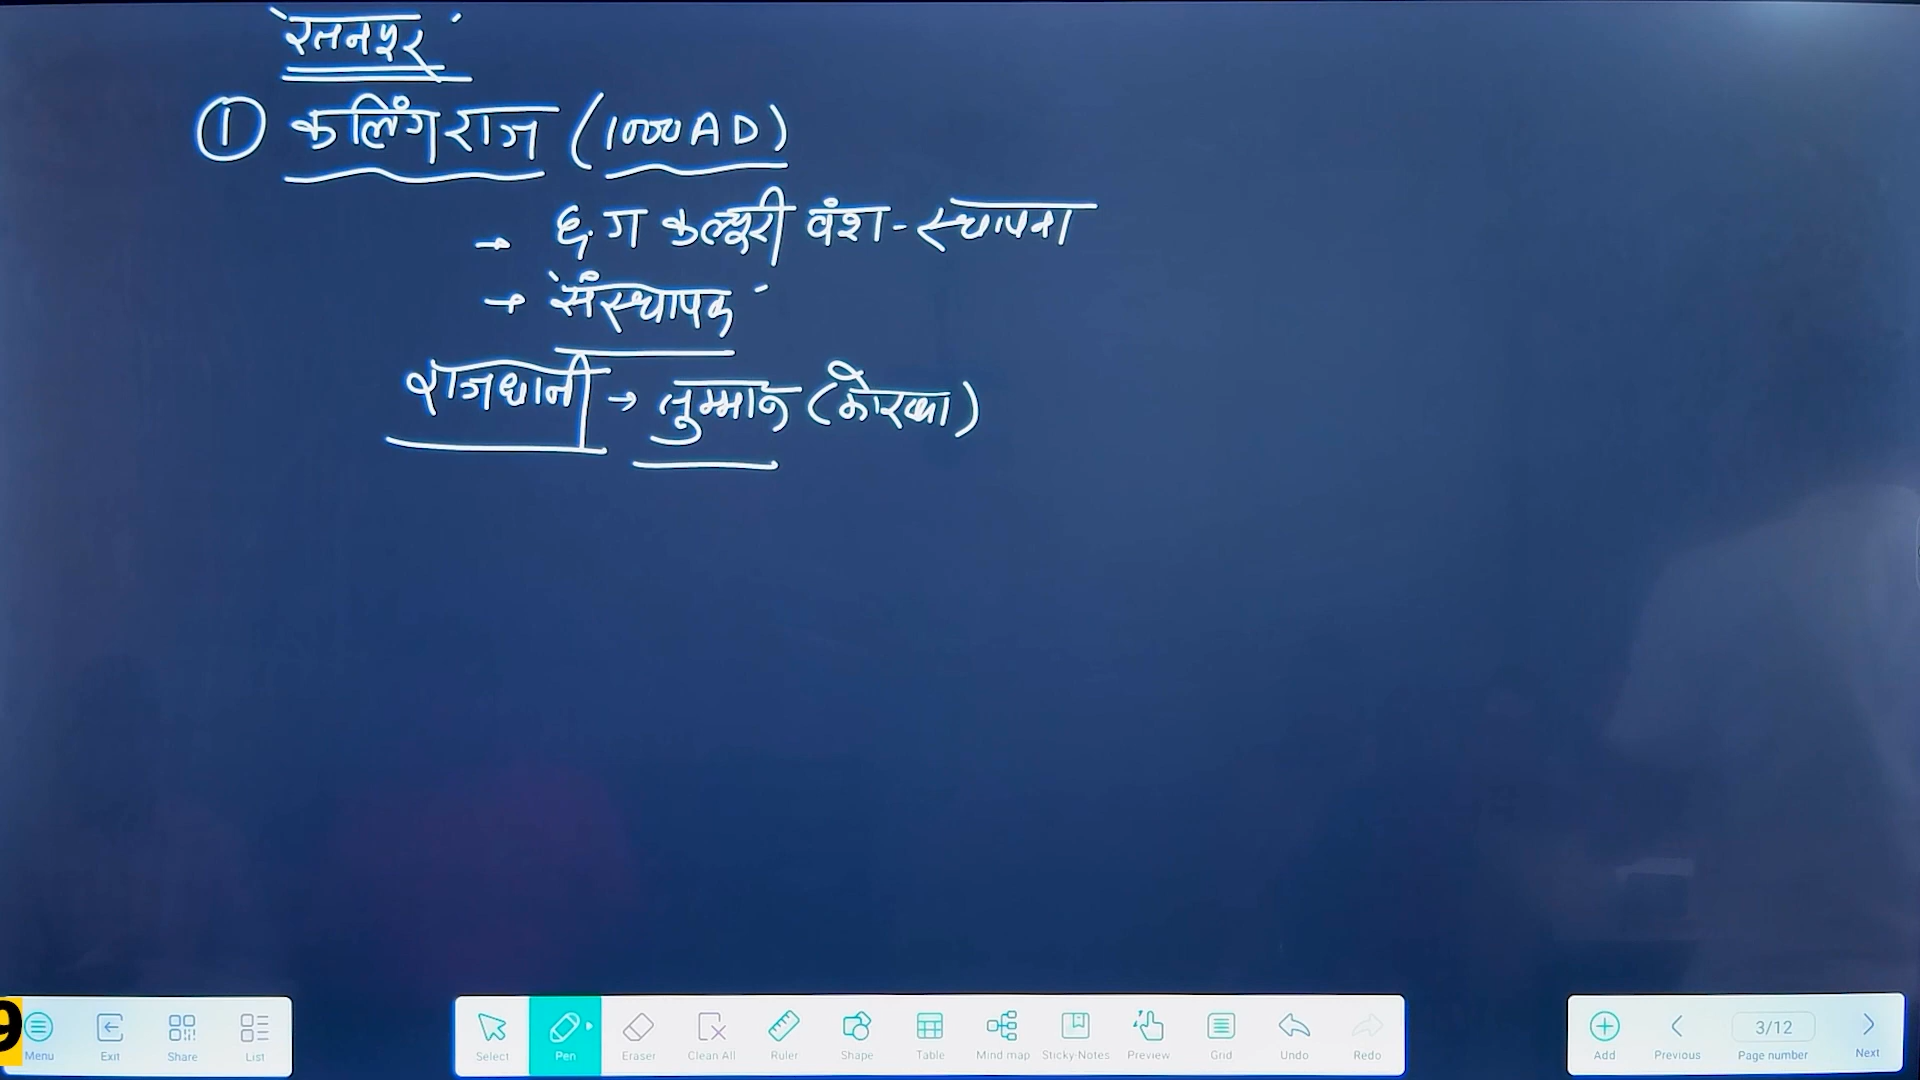 रतनपुर
① कलिंगराज (1000 AD)
→ छ.ग कल्चुरी वंश - स्थापना
→ संस्थापक
राजधानी → तुम्मान (कोरबा)
9
Menu Exit Share List Select Pen Eraser Clean All Ruler Shape Table Mind map Sticky-Notes Preview Grid Undo Redo Add Previous 3/12 Page number Next